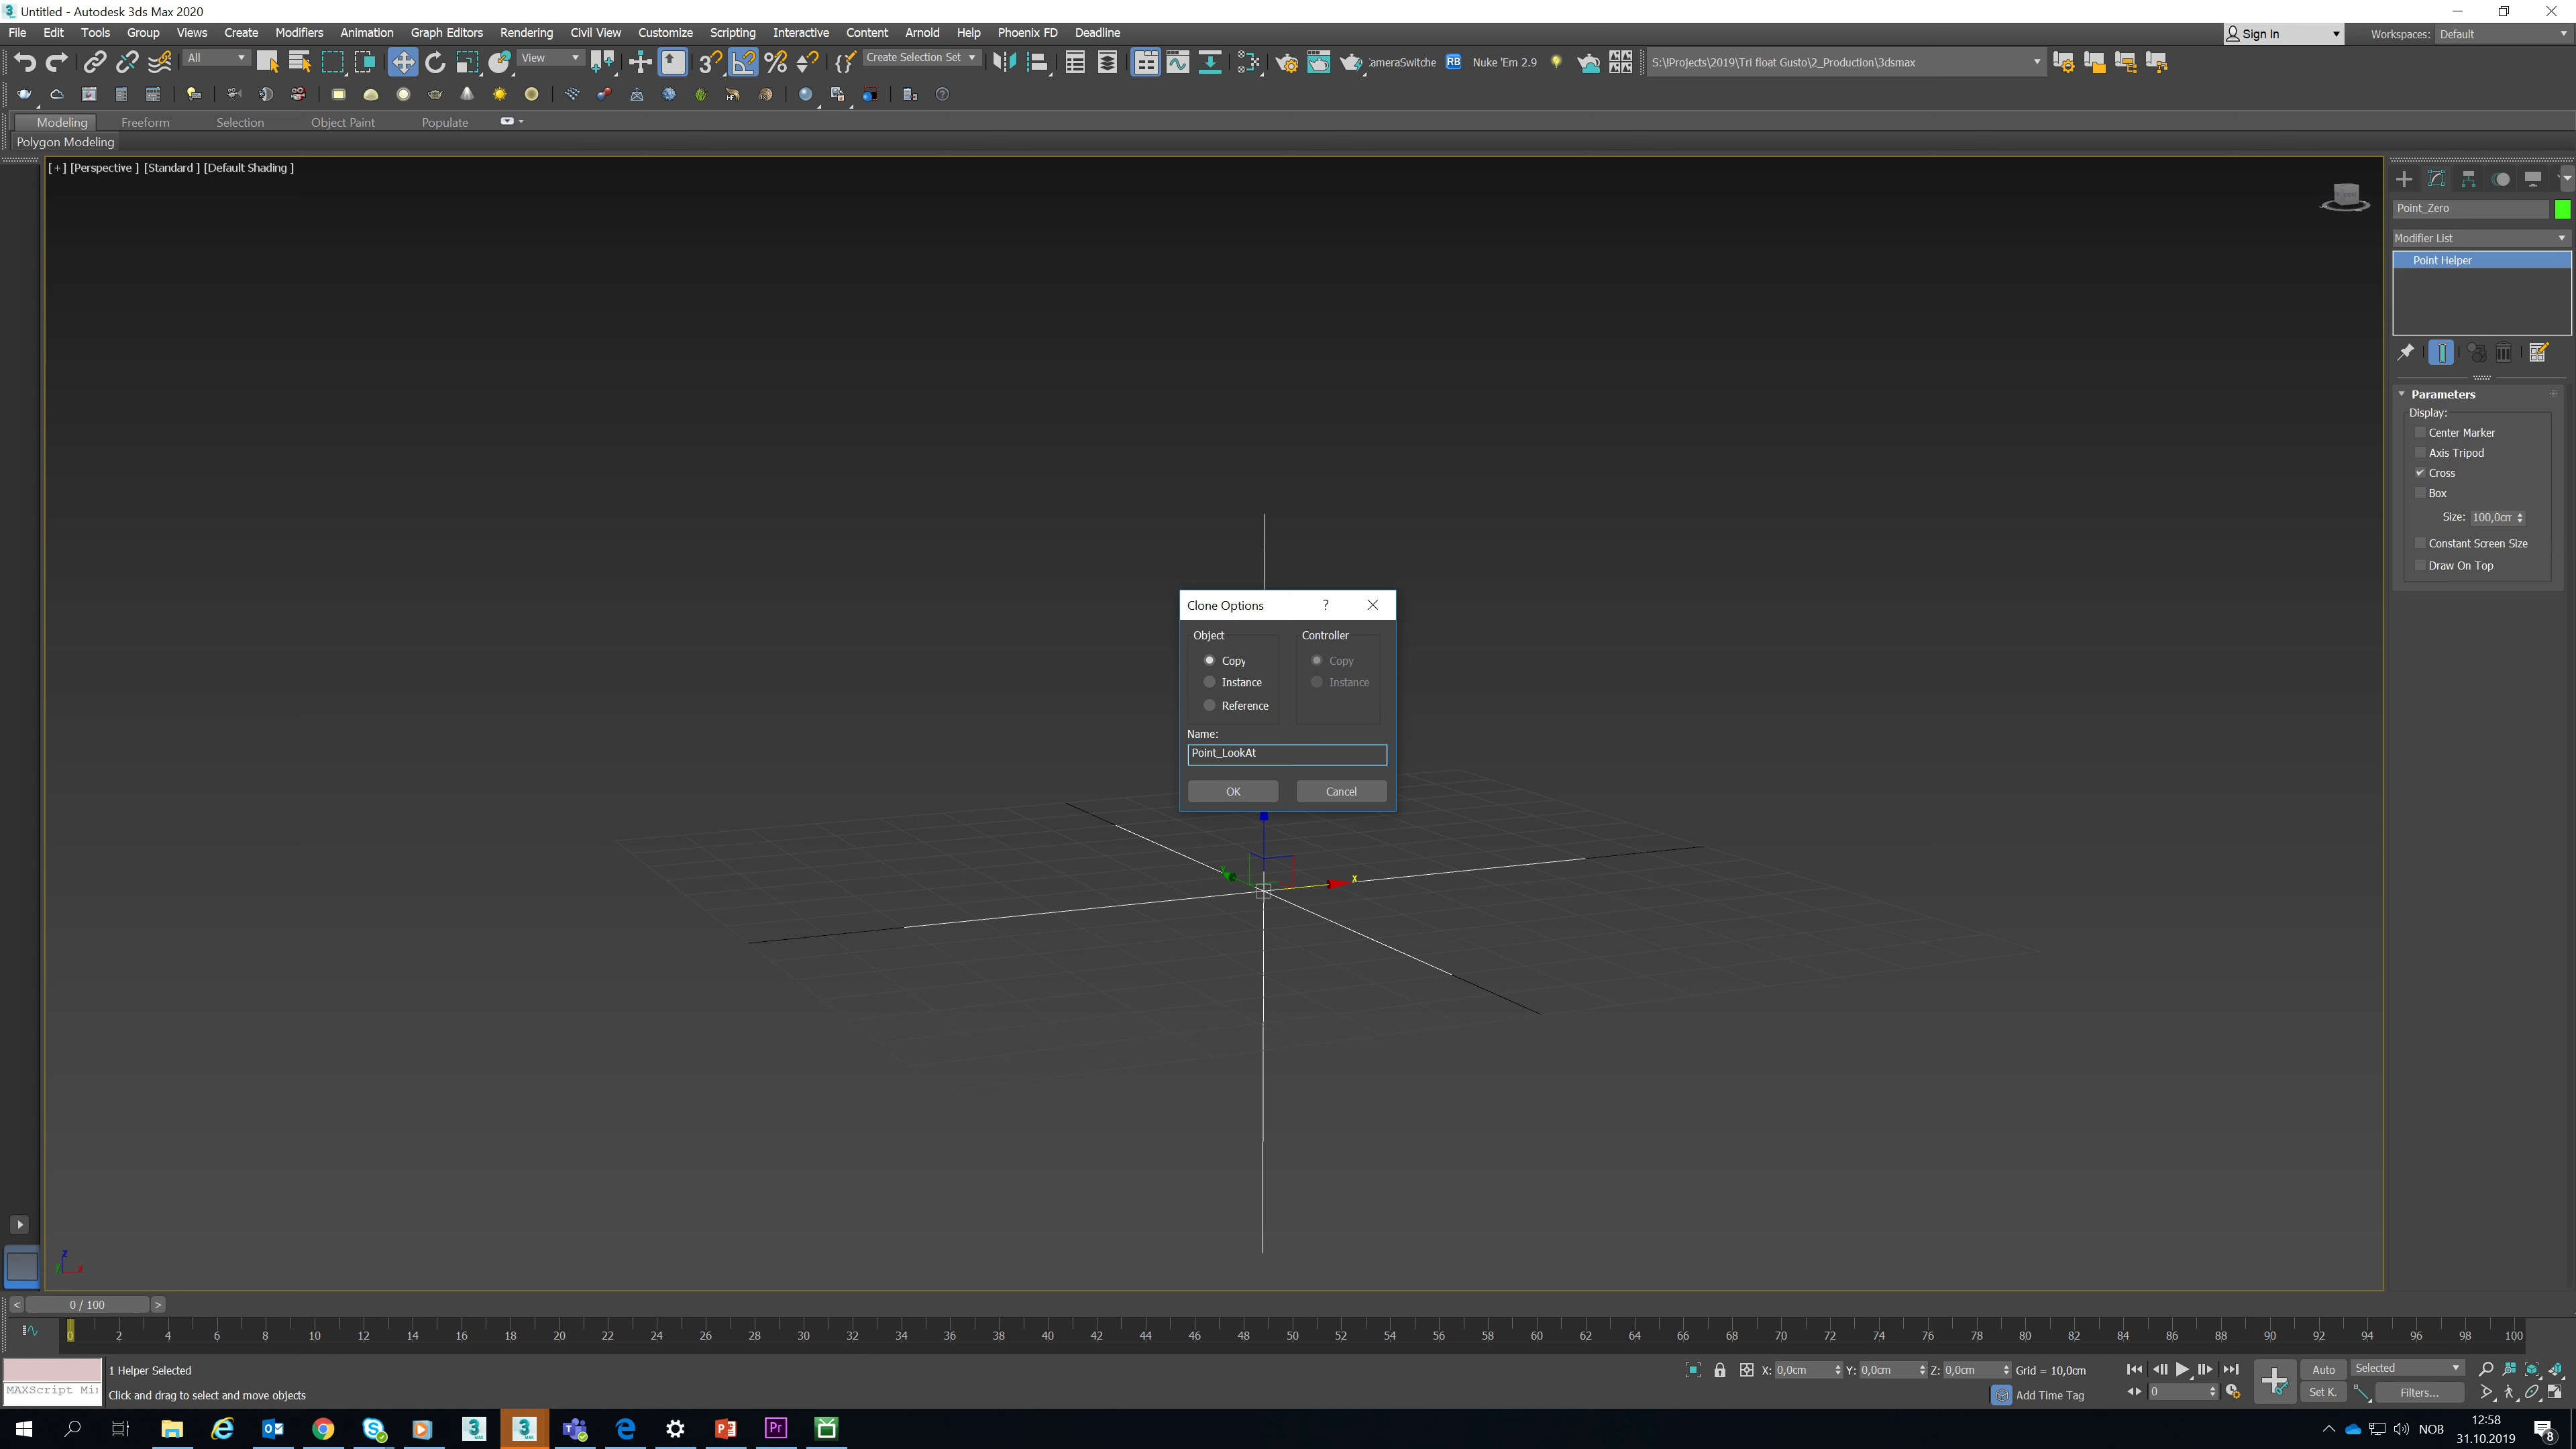 Untitled - Autodesk 3ds Max 2020
File Edit Tools Group Views Create Modifiers Animation Graph Editors Rendering Civil View Customize Scripting Interactive Content Arnold Help Phoenix FD Deadline
Sign In Workspaces: Default
All View Create Selection Set ameraSwitche RB Nuke 'Em 2.9 S:\!Projects\2019\Tri float Gusto\2_Production\3dsmax
Modeling Freeform Selection Object Paint Populate
Polygon Modeling
[+] [Perspective ] [Standard ] [Default Shading ]
Point_Zero
Modifier List
Point Helper
Parameters
Display:
Center Marker
Axis Tripod
Cross
Box
Size: 100,0cm
Constant Screen Size
Draw On Top
Clone Options
Object Controller
Copy Copy
Instance Instance
Reference
Name:
Point_LookAt
OK Cancel
x
z
0 / 100
0 2 4 6 8 10 12 14 16 18 20 22 24 26 28 30 32 34 36 38 40 42 44 46 48 50 52 54 56 58 60 62 64 66 68 70 72 74 76 78 80 82 84 86 88 90 92 94 96 98 100
1 Helper Selected
X: 0,0cm Y: 0,0cm Z: 0,0cm Grid = 10,0cm
Auto Selected
MAXScript Mi
Click and drag to select and move objects
Add Time Tag
0
Set K. Filters...
NOB
12:58
31.10.2019
8